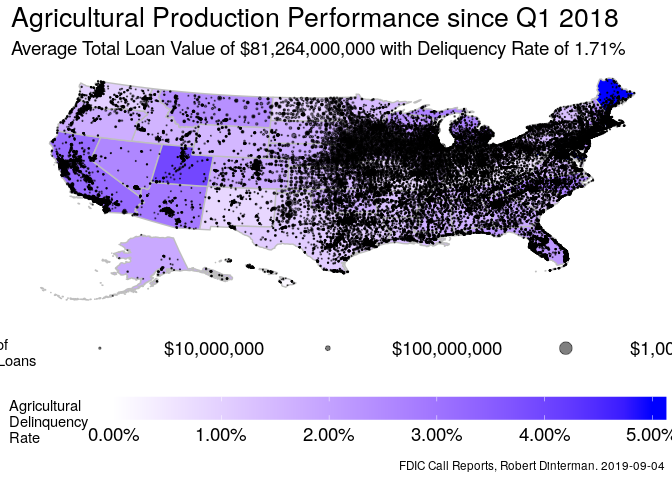 Agricultural Production Performance since Q1 2018
Average Total Loan Value of $81,264,000,000 with Deliquency Rate of 1.71%
of
Loans
$10,000,000
$100,000,000
$1,00
Agricultural
Delinquency
Rate
0.00%
1.00%
2.00%
3.00%
4.00%
5.00%
FDIC Call Reports, Robert Dinterman. 2019-09-04